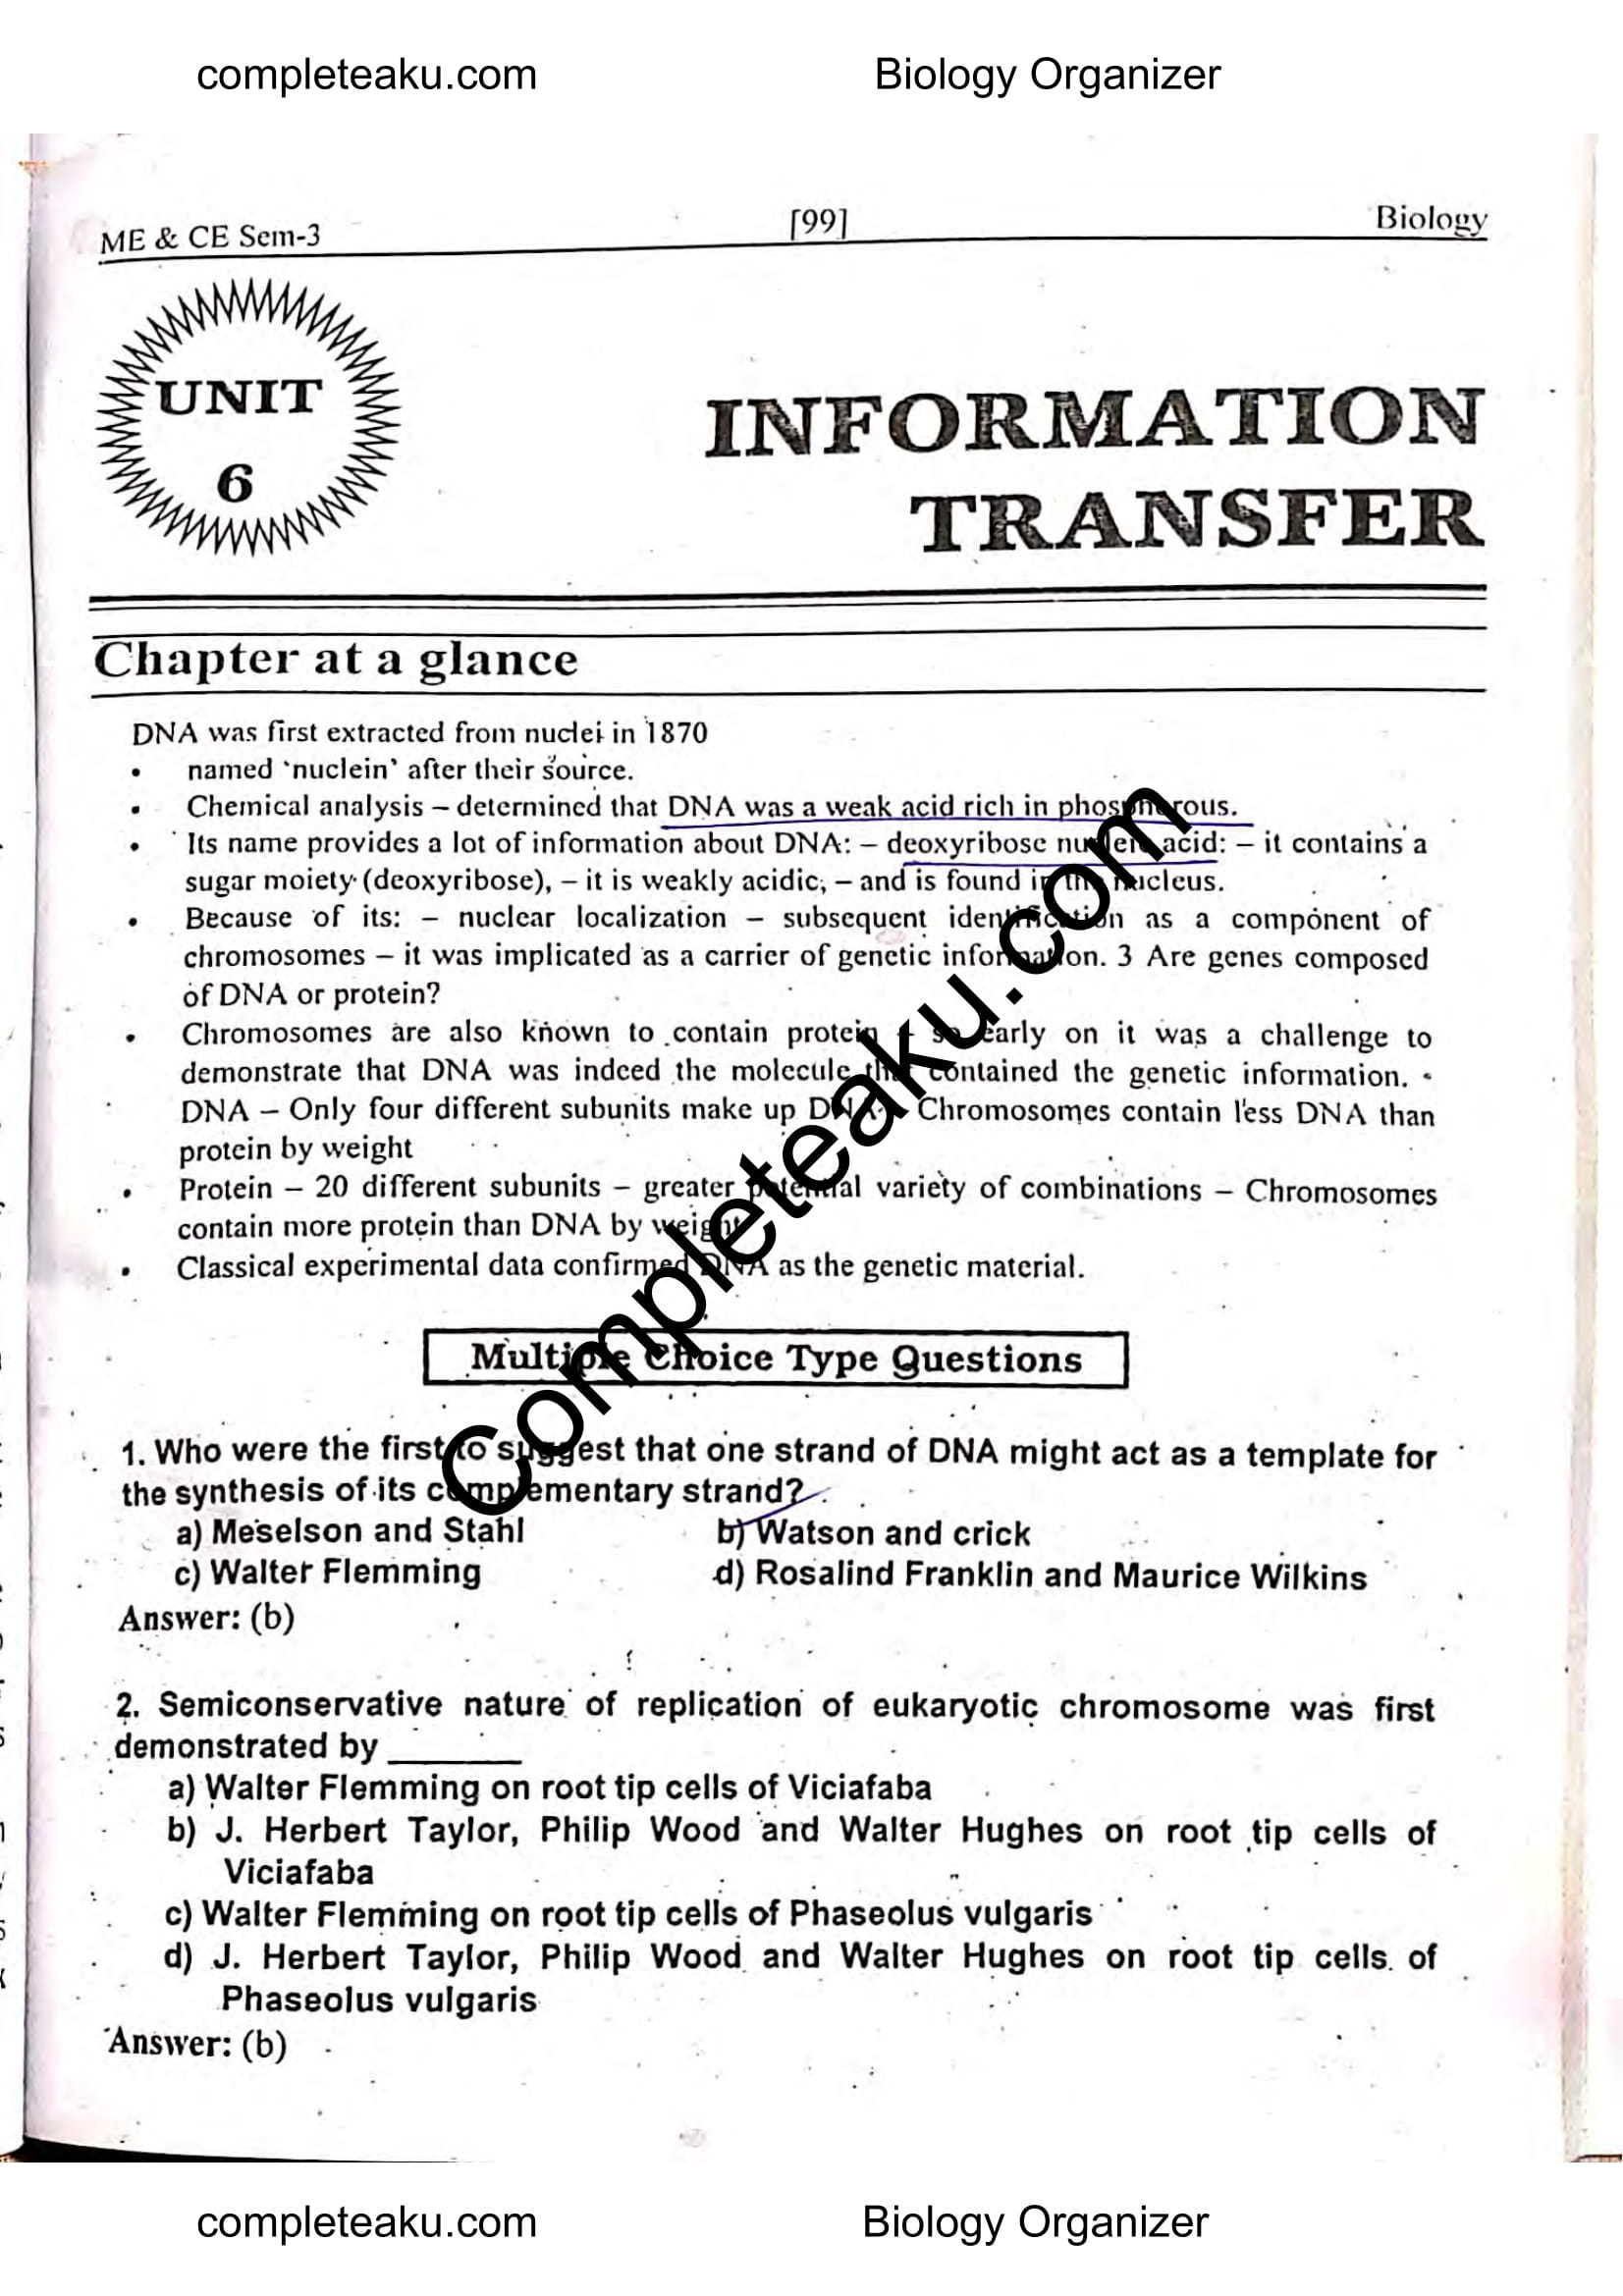 completeaku.com Biology Organizer
ME & CE Sem-3 [99] Biology
UNIT
6
INFORMATION
TRANSFER
Chapter at a glance
DNA was first extracted from nuclei in 1870
• named 'nuclein' after their source.
• Chemical analysis – determined that DNA was a weak acid rich in phosphorous.
• Its name provides a lot of information about DNA: – deoxyribose nucleic acid: – it contains a
sugar moiety (deoxyribose), – it is weakly acidic, – and is found in the nucleus.
• Because of its: – nuclear localization – subsequent identification as a component of
chromosomes – it was implicated as a carrier of genetic information. 3 Are genes composed
of DNA or protein?
• Chromosomes are also known to contain protein – so early on it was a challenge to
demonstrate that DNA was indeed the molecule that contained the genetic information. •
DNA – Only four different subunits make up DNA – Chromosomes contain less DNA than
protein by weight
• Protein – 20 different subunits – greater potential variety of combinations – Chromosomes
contain more protein than DNA by weight
• Classical experimental data confirmed DNA as the genetic material.
Completeaku.com
Multiple Choice Type Questions
1. Who were the first to suggest that one strand of DNA might act as a template for
the synthesis of its complementary strand?
a) Meselson and Stahl b) Watson and crick
c) Walter Flemming d) Rosalind Franklin and Maurice Wilkins
Answer: (b)
2. Semiconservative nature of replication of eukaryotic chromosome was first
demonstrated by ______
a) Walter Flemming on root tip cells of Viciafaba
b) J. Herbert Taylor, Philip Wood and Walter Hughes on root tip cells of
Viciafaba
c) Walter Flemming on root tip cells of Phaseolus vulgaris
d) J. Herbert Taylor, Philip Wood and Walter Hughes on root tip cells of
Phaseolus vulgaris
Answer: (b)
completeaku.com Biology Organizer